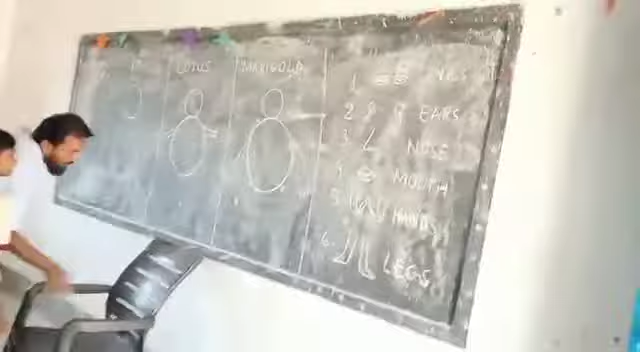 LOTUS
MARIGOLD
1 EYES
2 EARS
3 NOSE
4 MOUTH
5 HANDS
6. LEGS